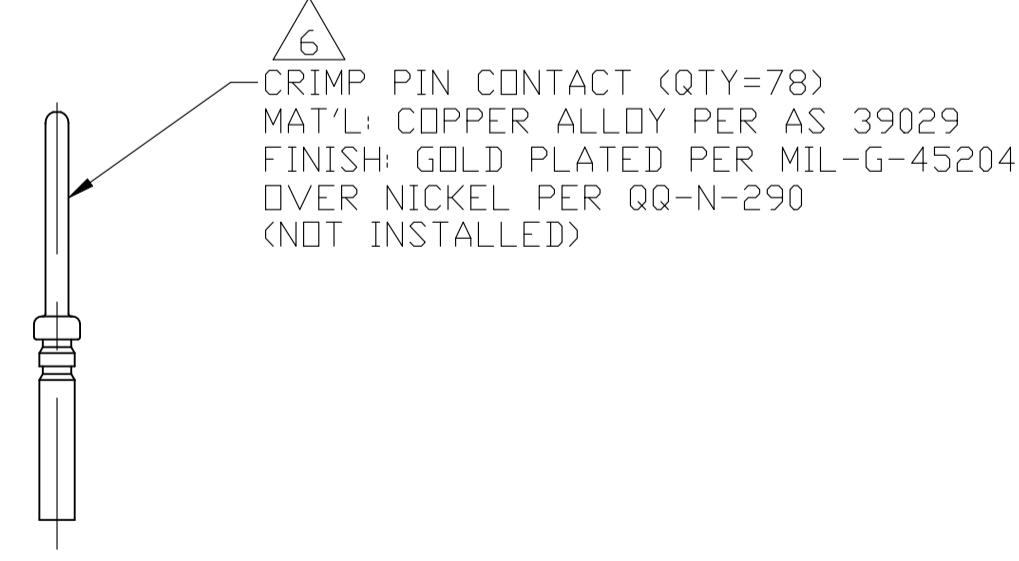 6
CRIMP PIN CONTACT (QTY=78)
MAT'L: COPPER ALLOY PER AS 39029
FINISH: GOLD PLATED PER MIL-G-45204
OVER NICKEL PER QQ-N-290
(NOT INSTALLED)